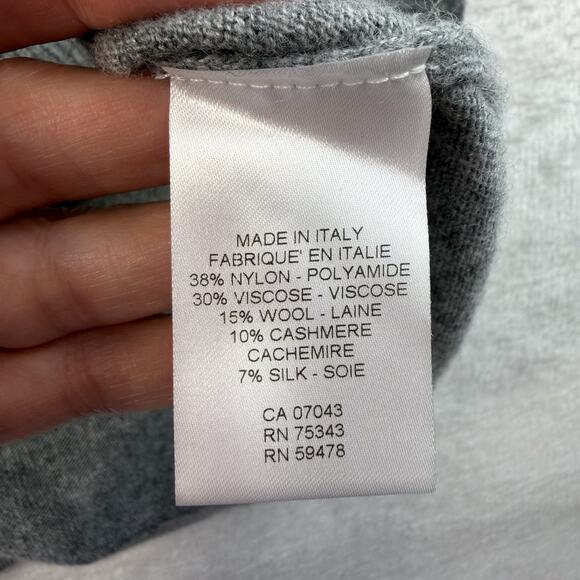 MADE IN ITALY
FABRIQUE' EN ITALIE
38% NYLON - POLYAMIDE
30% VISCOSE - VISCOSE
15% WOOL - LAINE
10% CASHMERE
CACHEMIRE
7% SILK - SOIE
CA 07043
RN 75343
RN 59478